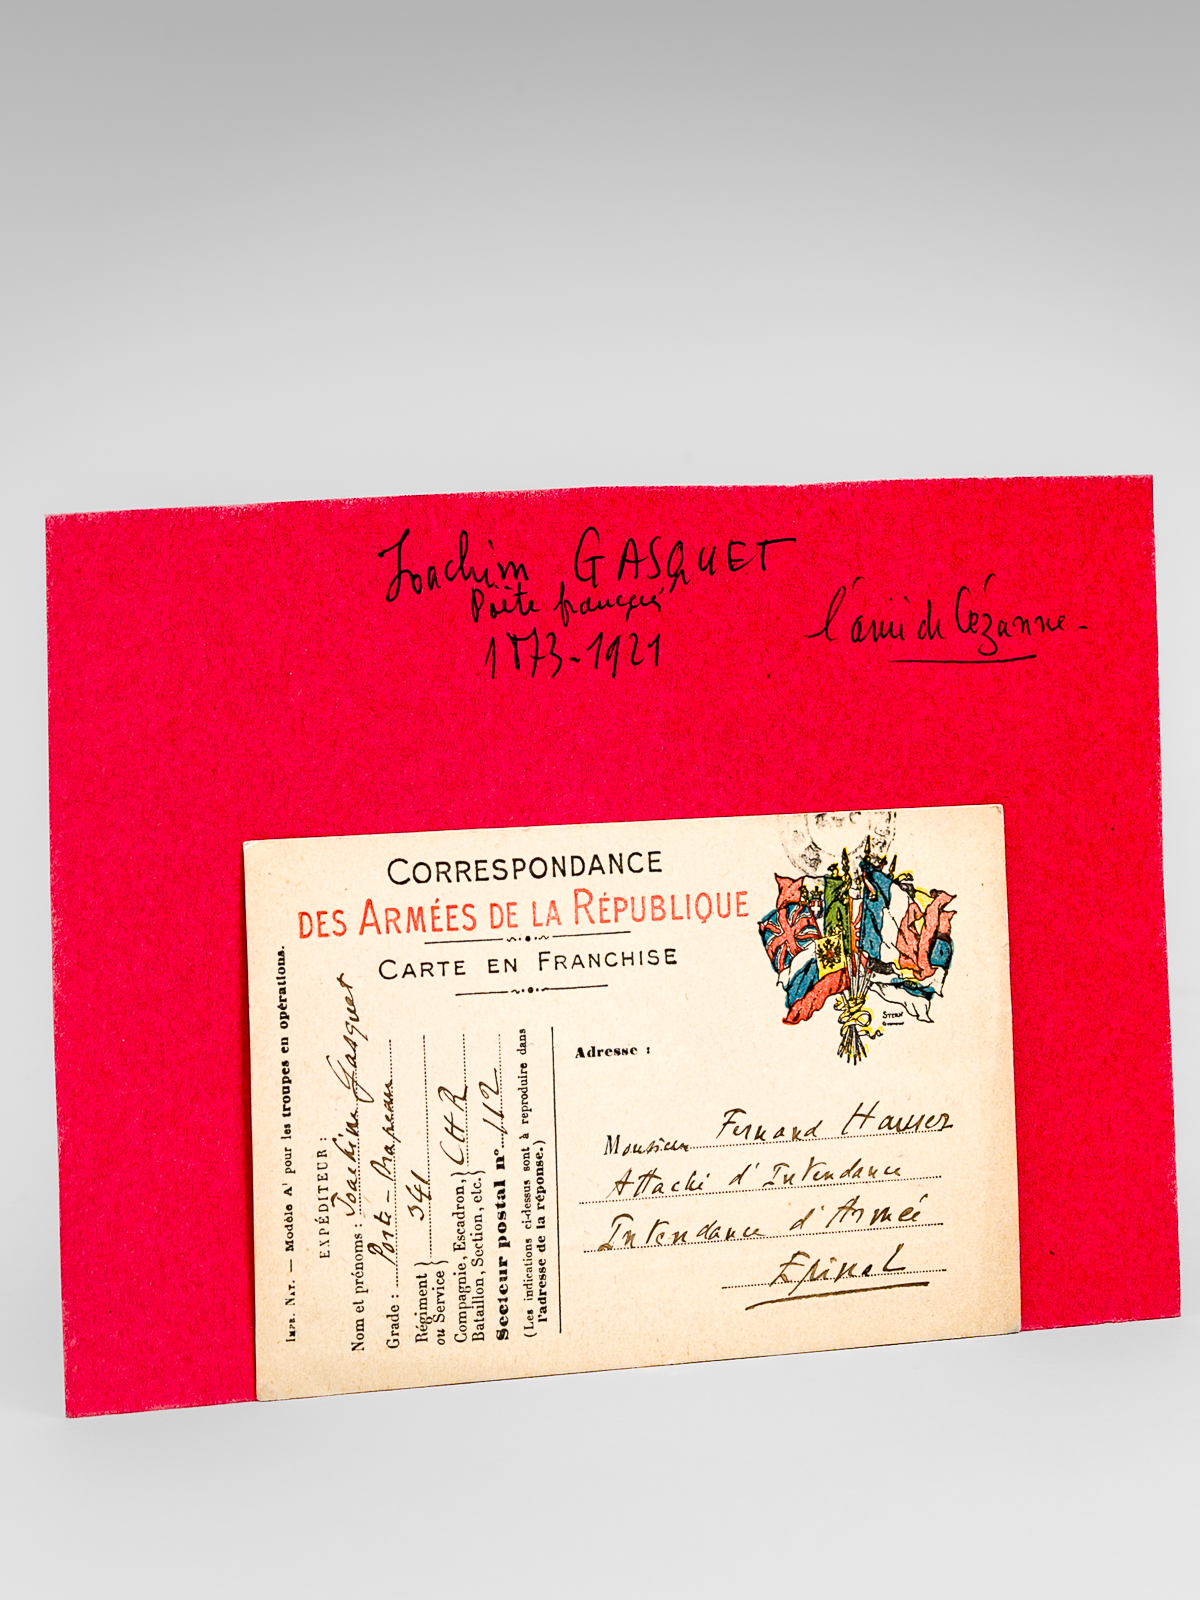 Joachim GASQUET
Poète français
1873-1921
l'ami de Cézanne-
CORRESPONDANCE
DES ARMÉES DE LA RÉPUBLIQUE
CARTE EN FRANCHISE
IMPR. NAT. — Modèle A¹ pour les troupes en opérations.
EXPÉDITEUR :
Nom et prénoms : Joachim Gasquet
Grade : Porte-Drapeau
Régiment
ou Service } 341
Compagnie, Escadron,
Bataillon, Section, etc. } CHR
Secteur postal n° 112
(Les indications ci-dessus sont à reproduire dans
l'adresse de la réponse.)
STERN
Adresse :
Monsieur Fernand Hauser
Attaché d'Intendance
Intendance d'Armée
Epinal